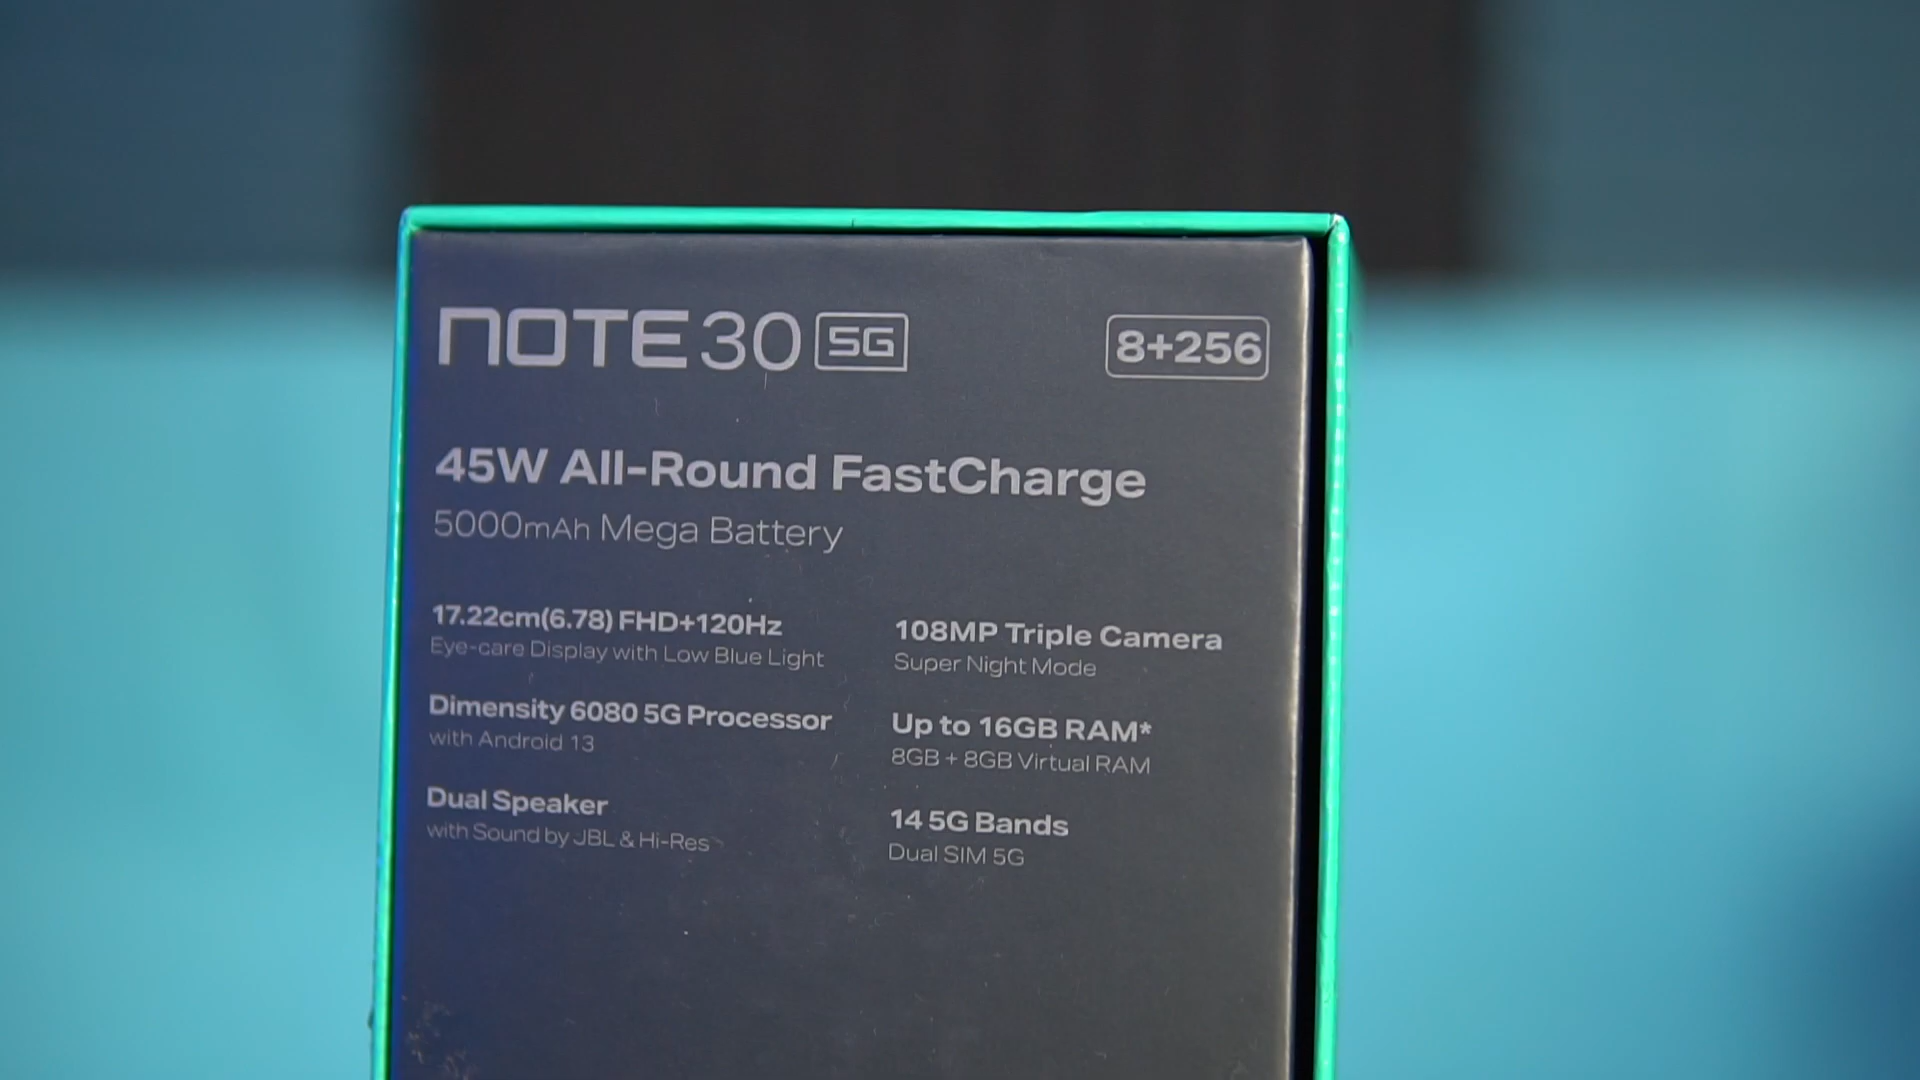 NOTE 30 5G
8+256
45W All-Round FastCharge
5000mAh Mega Battery
17.22cm(6.78) FHD+120Hz
Eye-care Display with Low Blue Light
108MP Triple Camera
Super Night Mode
Dimensity 6080 5G Processor
with Android 13
Up to 16GB RAM*
8GB + 8GB Virtual RAM
Dual Speaker
with Sound by JBL & Hi-Res
14 5G Bands
Dual SIM 5G